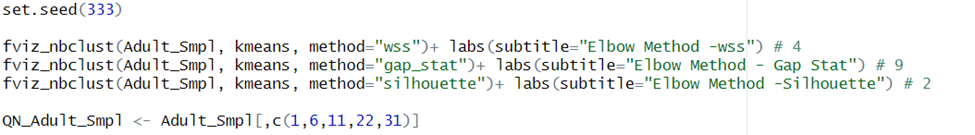 set.seed(333)
fviz_nbclust(Adult_Smpl, kmeans, method="wss")+ labs(subtitle="Elbow Method -wss") # 4
fviz_nbclust(Adult_Smpl, kmeans, method="gap_stat")+ labs(subtitle="Elbow Method - Gap Stat") # 9
fviz_nbclust(Adult_Smpl, kmeans, method="silhouette")+ labs(subtitle="Elbow Method -Silhouette") # 2
QN_Adult_Smpl <- Adult_Smpl[,c(1,6,11,22,31)]